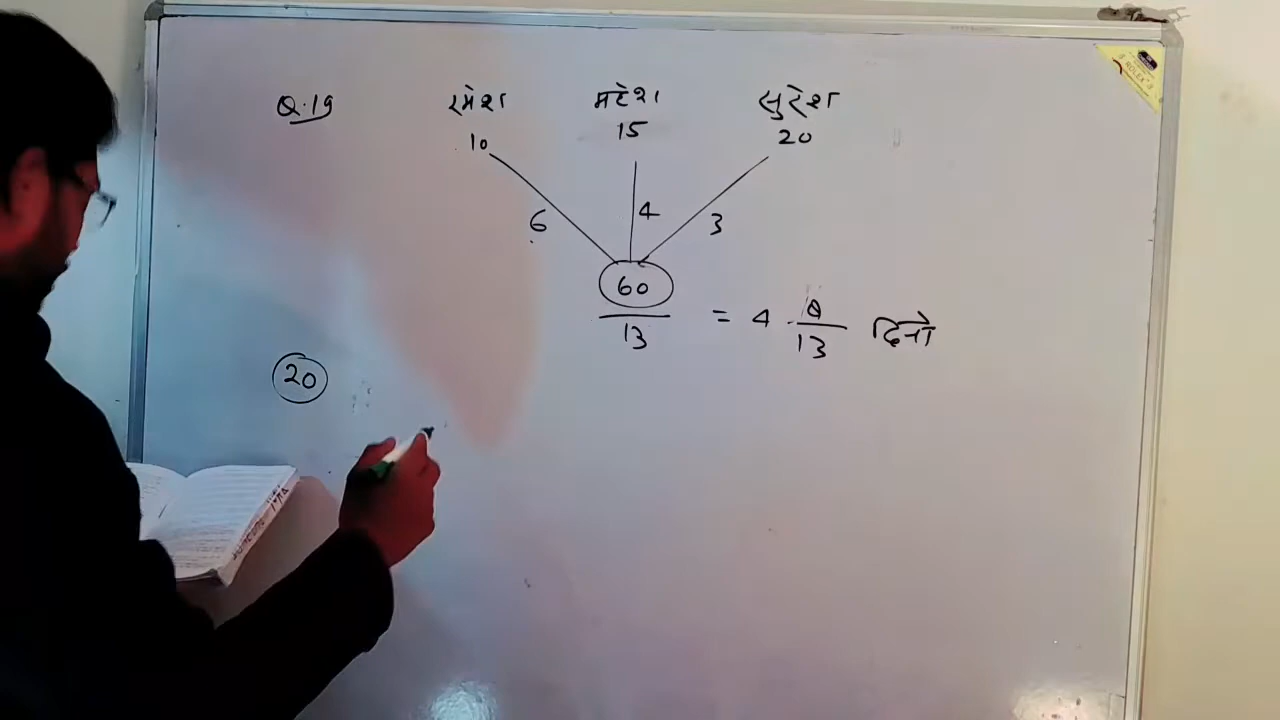 Q.19 रमेश महेश सुरेश
10 15 20
6 4 3
60
13 = 4 8/13 दिनो
20